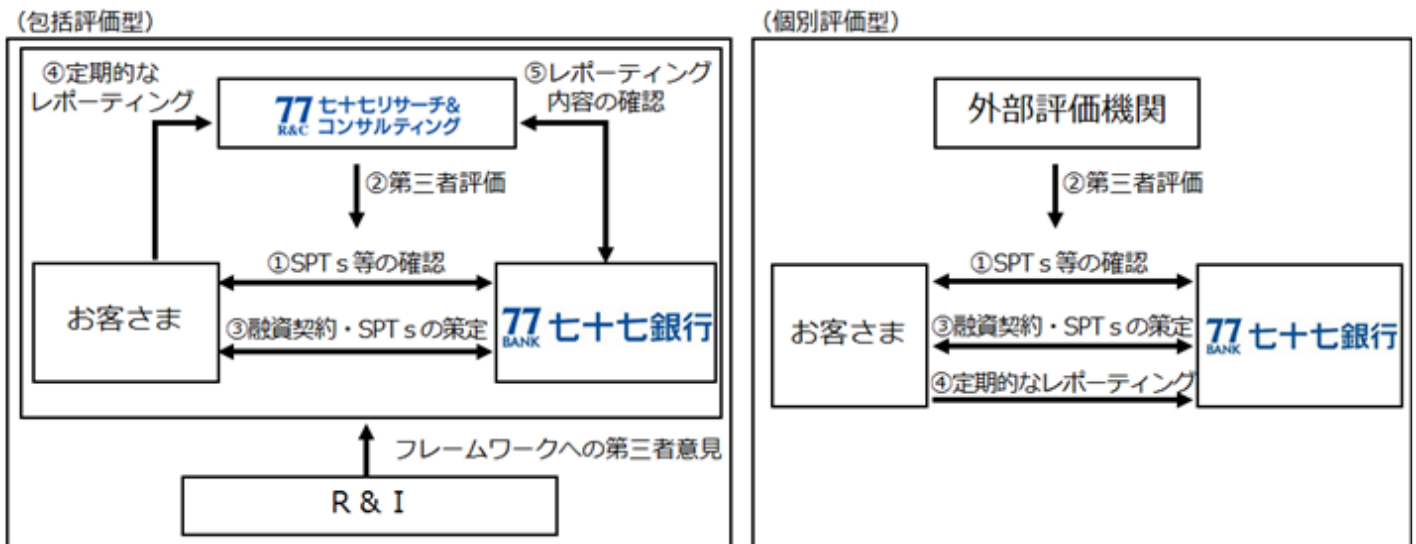 （包括評価型）
④定期的な
レポーティング
77
R&C
七十七リサーチ&
コンサルティング
⑤レポーティング
内容の確認
②第三者評価
①SPTｓ等の確認
お客さま
③融資契約・SPTｓの策定
77
BANK
七十七銀行
フレームワークへの第三者意見
Ｒ＆Ｉ
（個別評価型）
外部評価機関
②第三者評価
①SPTｓ等の確認
お客さま
③融資契約・SPTｓの策定
77
BANK
七十七銀行
④定期的なレポーティング